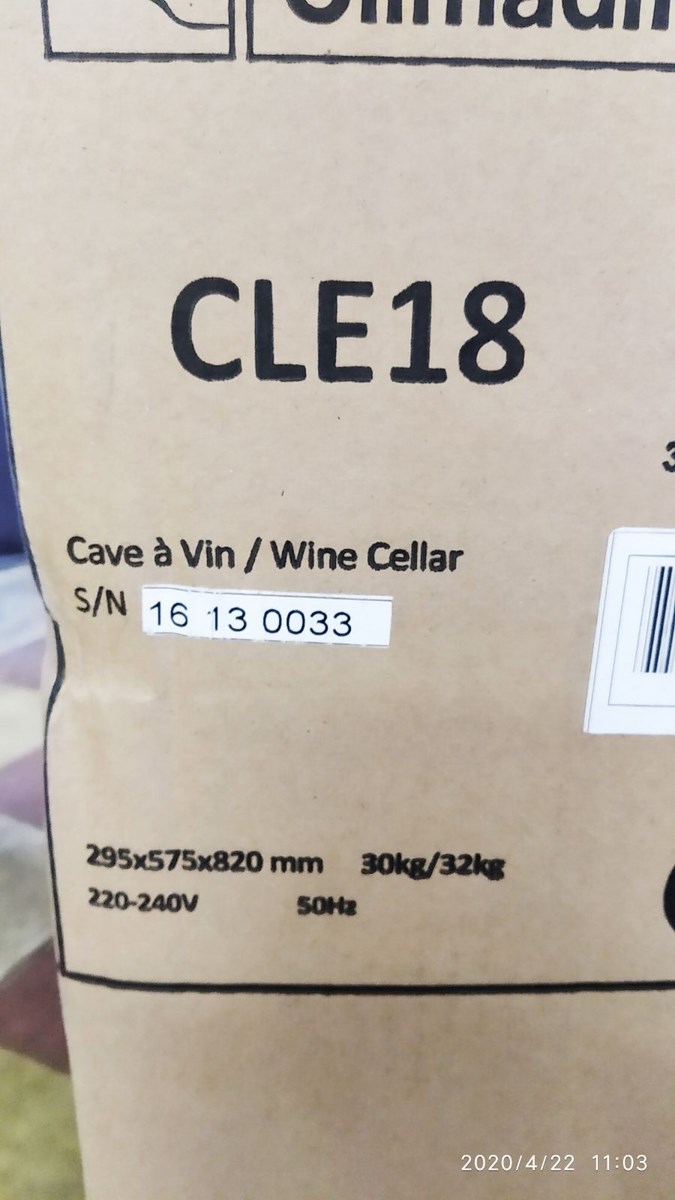 CLE18
Cave à Vin / Wine Cellar
S/N 16 13 0033
295x575x820 mm 30kg/32kg
220-240V 50Hz
2020/4/22 11:03